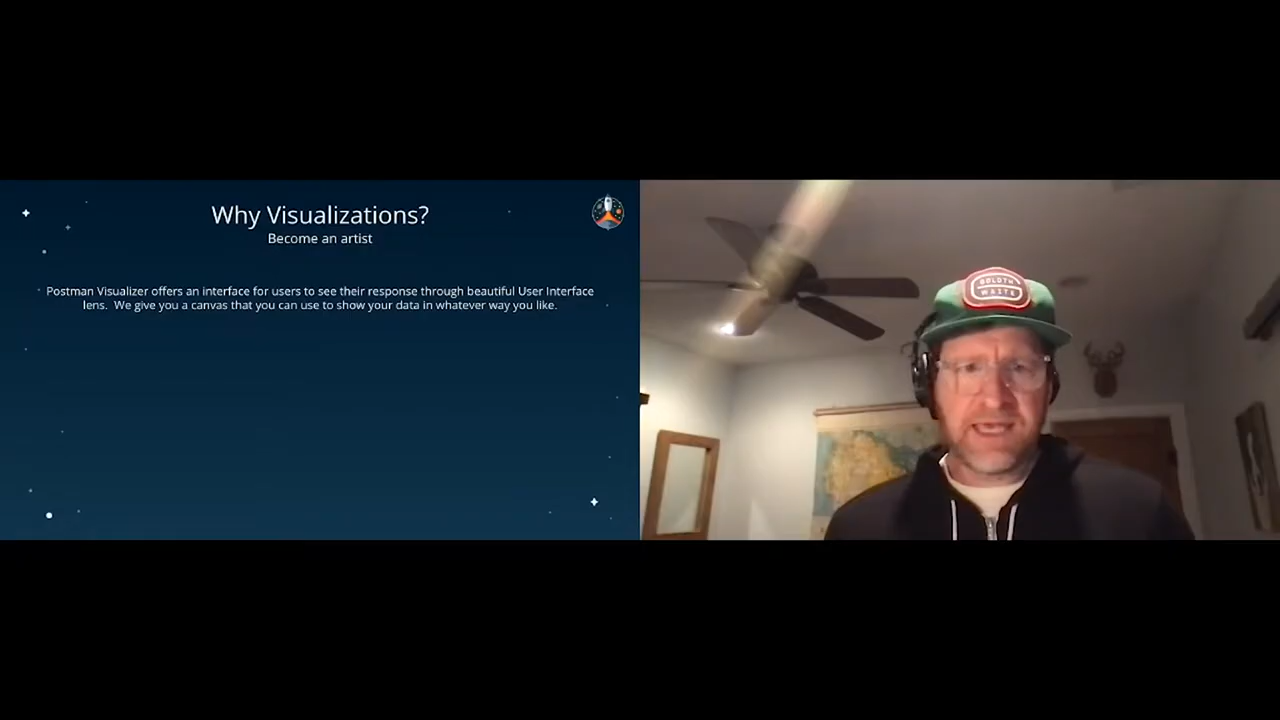 Why Visualizations?
Become an artist
Postman Visualizer offers an interface for users to see their response through beautiful User Interface
lens. We give you a canvas that you can use to show your data in whatever way you like.
WASTE